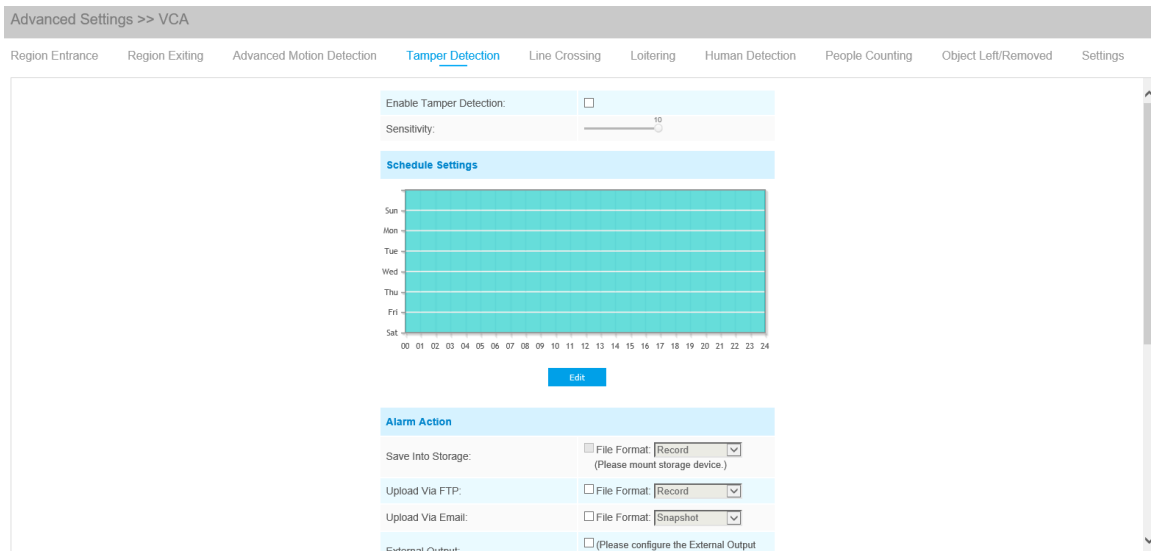 Advanced Settings >> VCA
Region Entrance Region Exiting Advanced Motion Detection Tamper Detection Line Crossing Loitering Human Detection People Counting Object Left/Removed Settings
Enable Tamper Detection:
Sensitivity: 10
Schedule Settings
Sun
Mon
Tue
Wed
Thu
Fri
Sat
00 01 02 03 04 05 06 07 08 09 10 11 12 13 14 15 16 17 18 19 20 21 22 23 24
Edit
Alarm Action
Save Into Storage: File Format: Record
(Please mount storage device.)
Upload Via FTP: File Format: Record
Upload Via Email: File Format: Snapshot
External Output: (Please configure the External Output